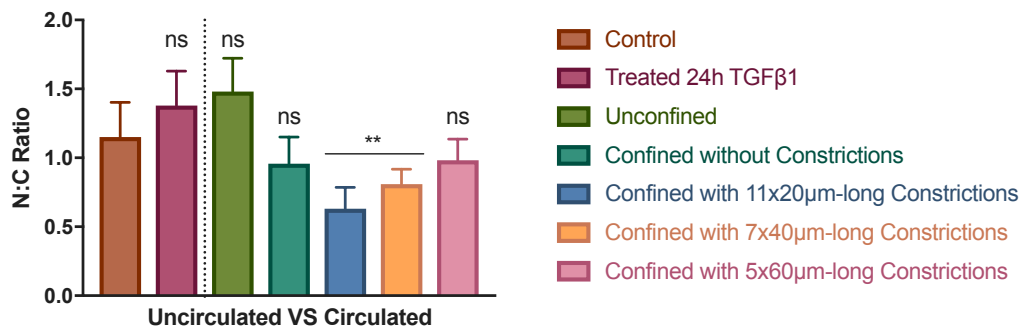 N:C Ratio
2.0
1.5
1.0
0.5
0.0
ns
ns
ns
**
ns
Uncirculated VS Circulated
Control
Treated 24h TGFβ1
Unconfined
Confined without Constrictions
Confined with 11x20μm-long Constrictions
Confined with 7x40μm-long Constrictions
Confined with 5x60μm-long Constrictions